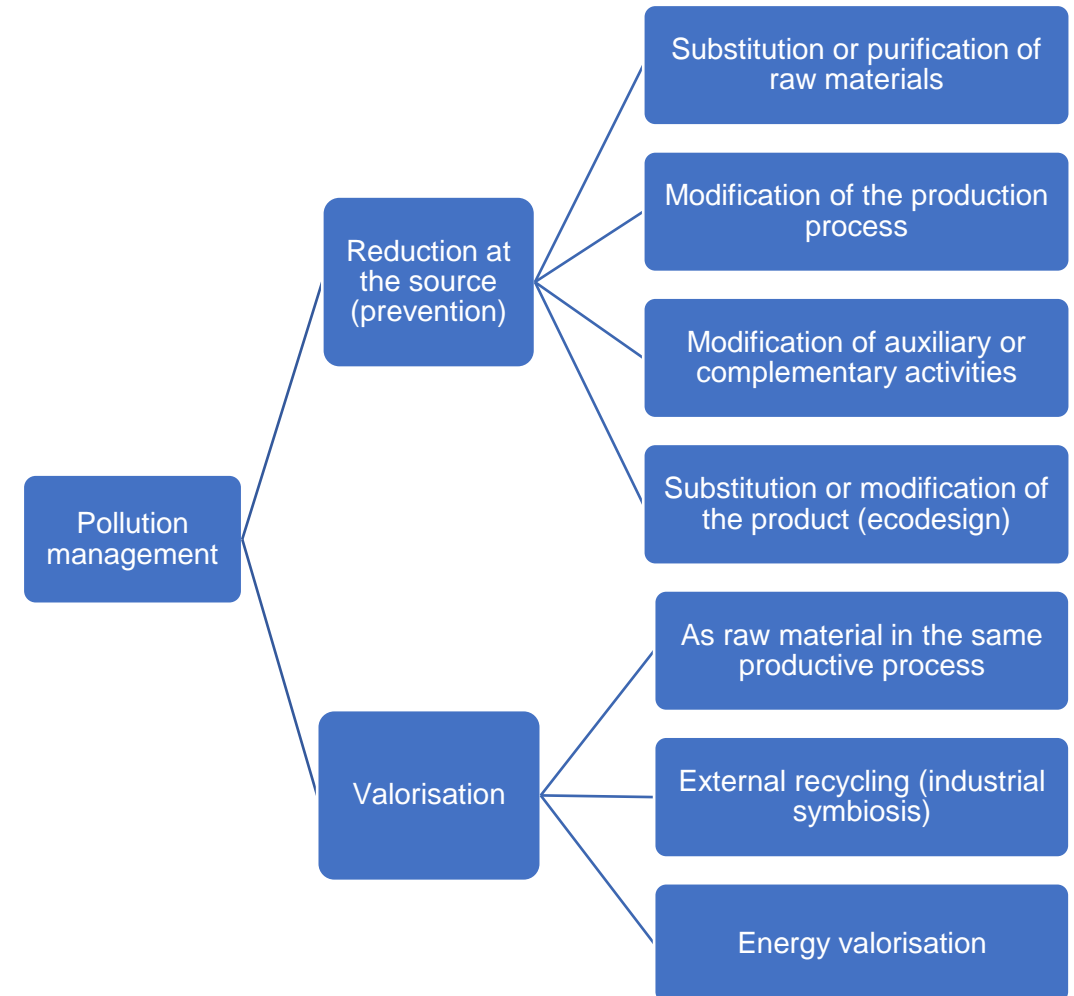 Pollution
management
Reduction at
the source
(prevention)
Substitution or purification of
raw materials
Modification of the production
process
Modification of auxiliary or
complementary activities
Substitution or modification of
the product (ecodesign)
Valorisation
As raw material in the same
productive process
External recycling (industrial
symbiosis)
Energy valorisation